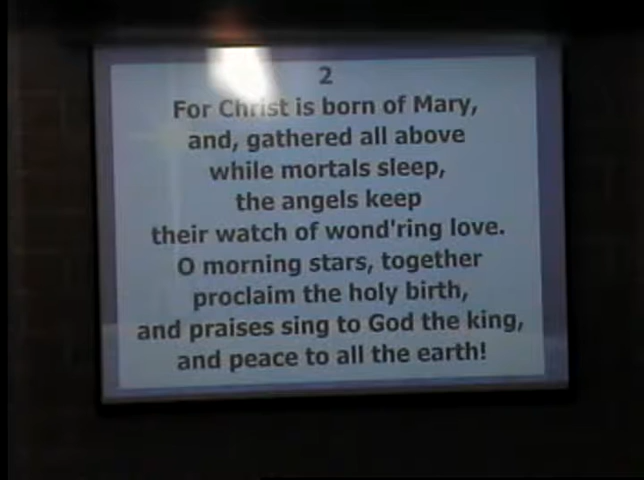 2
For Christ is born of Mary,
and, gathered all above
while mortals sleep,
the angels keep
their watch of wond'ring love.
O morning stars, together
proclaim the holy birth,
and praises sing to God the king,
and peace to all the earth!